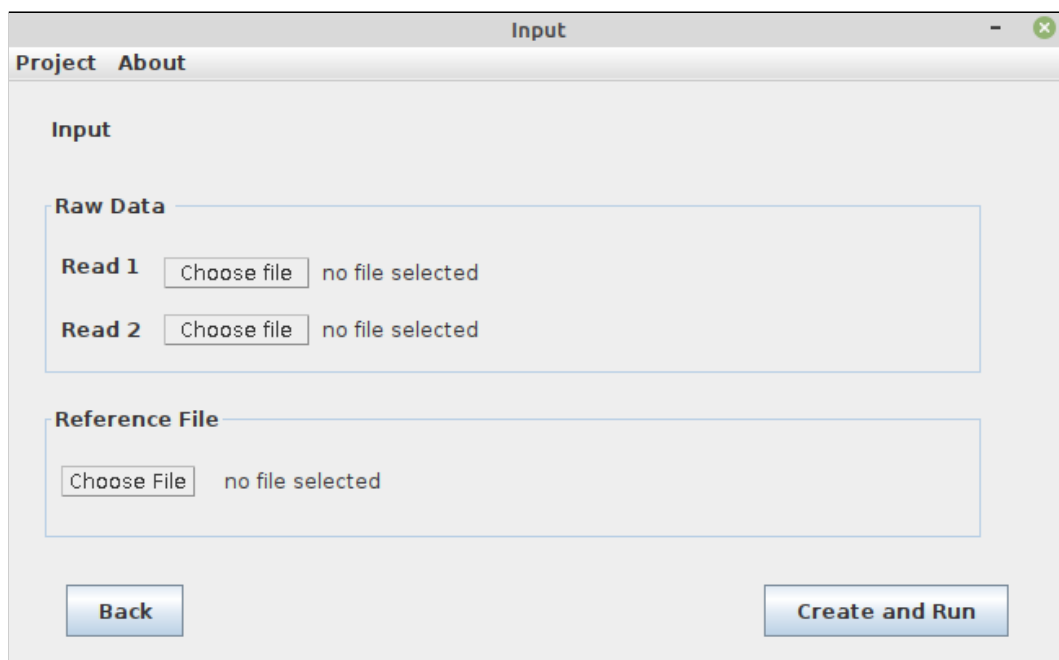 Input
Project About
Input
Raw Data
Read 1 Choose file no file selected
Read 2 Choose file no file selected
Reference File
Choose File no file selected
Back Create and Run